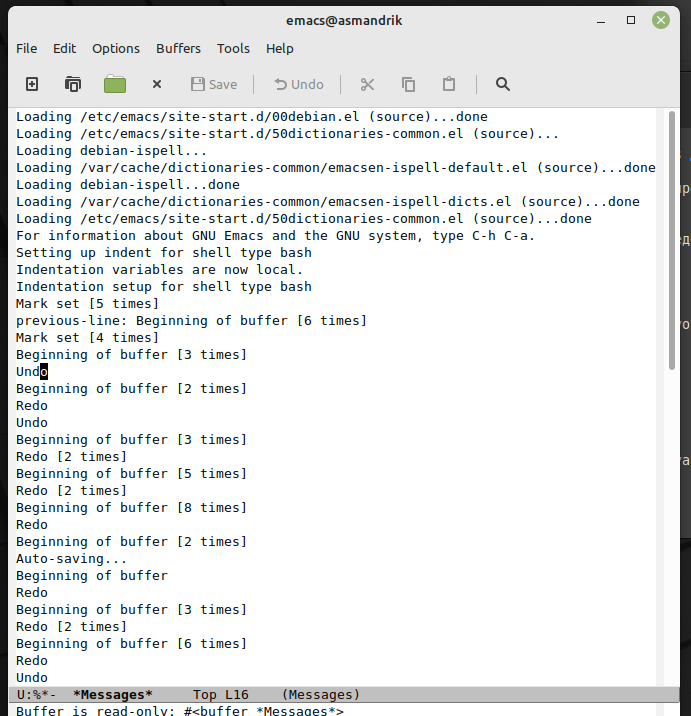 emacs@asmandrik
File Edit Options Buffers Tools Help
Save Undo
Loading /etc/emacs/site-start.d/00debian.el (source)...done
Loading /etc/emacs/site-start.d/50dictionaries-common.el (source)...
Loading debian-ispell...
Loading /var/cache/dictionaries-common/emacsen-ispell-default.el (source)...done
Loading debian-ispell...done
Loading /var/cache/dictionaries-common/emacsen-ispell-dicts.el (source)...done
Loading /etc/emacs/site-start.d/50dictionaries-common.el (source)...done
For information about GNU Emacs and the GNU system, type C-h C-a.
Setting up indent for shell type bash
Indentation variables are now local.
Indentation setup for shell type bash
Mark set [5 times]
previous-line: Beginning of buffer [6 times]
Mark set [4 times]
Beginning of buffer [3 times]
Undo
Beginning of buffer [2 times]
Redo
Undo
Beginning of buffer [3 times]
Redo [2 times]
Beginning of buffer [5 times]
Redo [2 times]
Beginning of buffer [8 times]
Redo
Beginning of buffer [2 times]
Auto-saving...
Beginning of buffer
Redo
Beginning of buffer [3 times]
Redo [2 times]
Beginning of buffer [6 times]
Redo
Undo
U:%*-  *Messages*     Top L16    (Messages)
Buffer is read-only: #<buffer *Messages*>